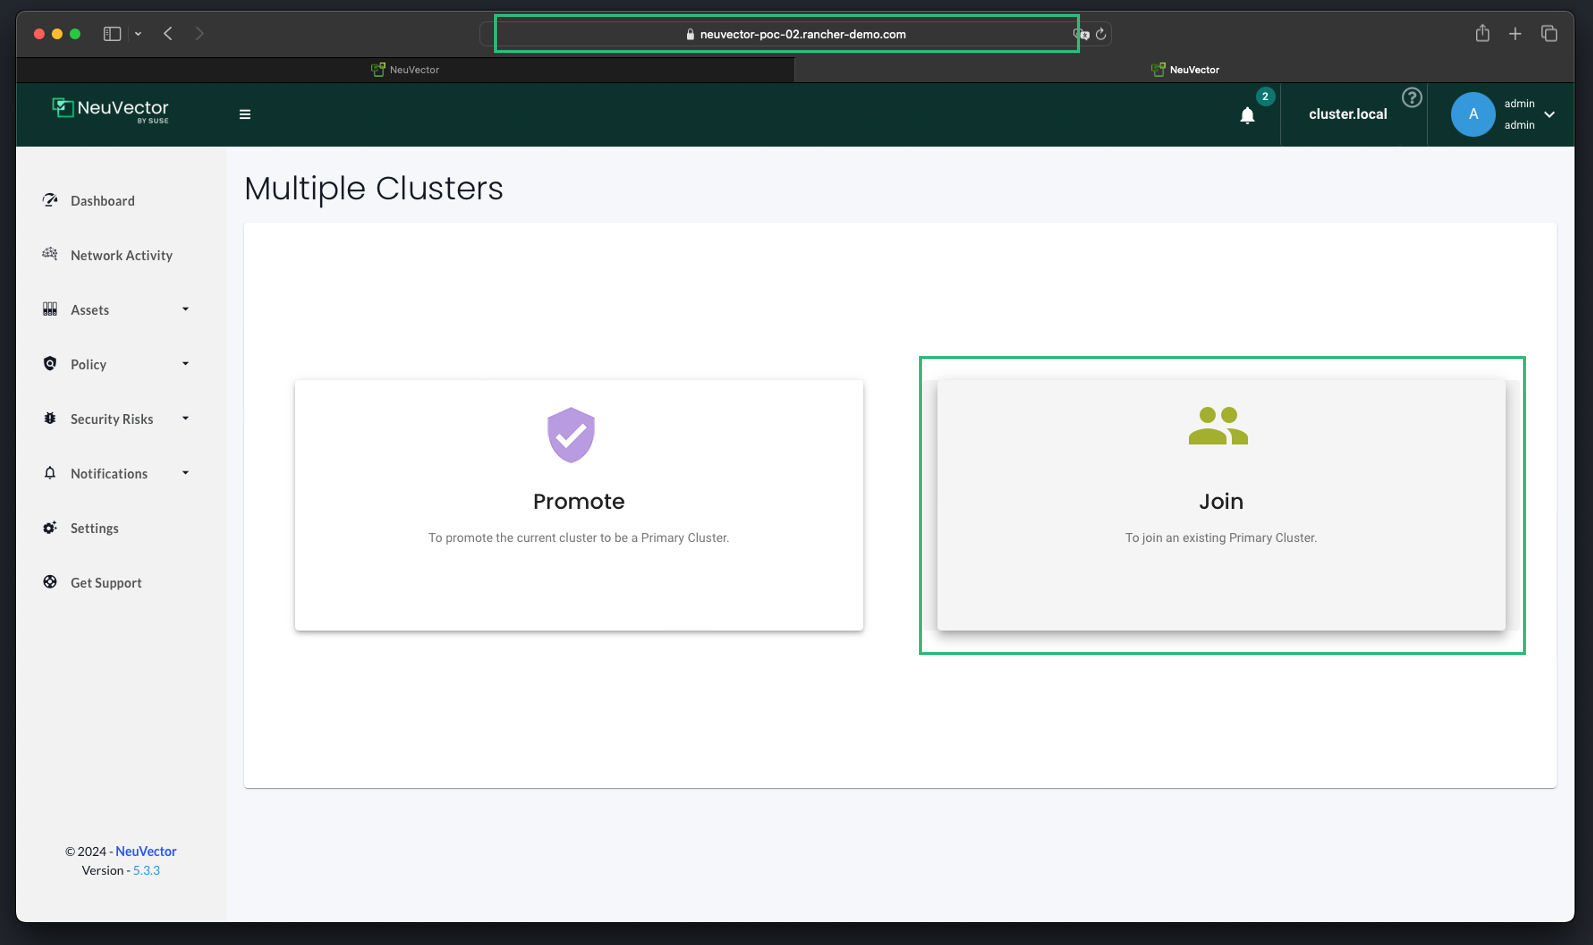 neuvector-poc-02.rancher-demo.com
NeuVector
NeuVector
NeuVector
BY SUSE
2
cluster.local
?
A
admin
admin
Multiple Clusters
Dashboard
Network Activity
Assets
Policy
Security Risks
Notifications
Settings
Get Support
Promote
To promote the current cluster to be a Primary Cluster.
Join
To join an existing Primary Cluster.
© 2024 - NeuVector
Version - 5.3.3